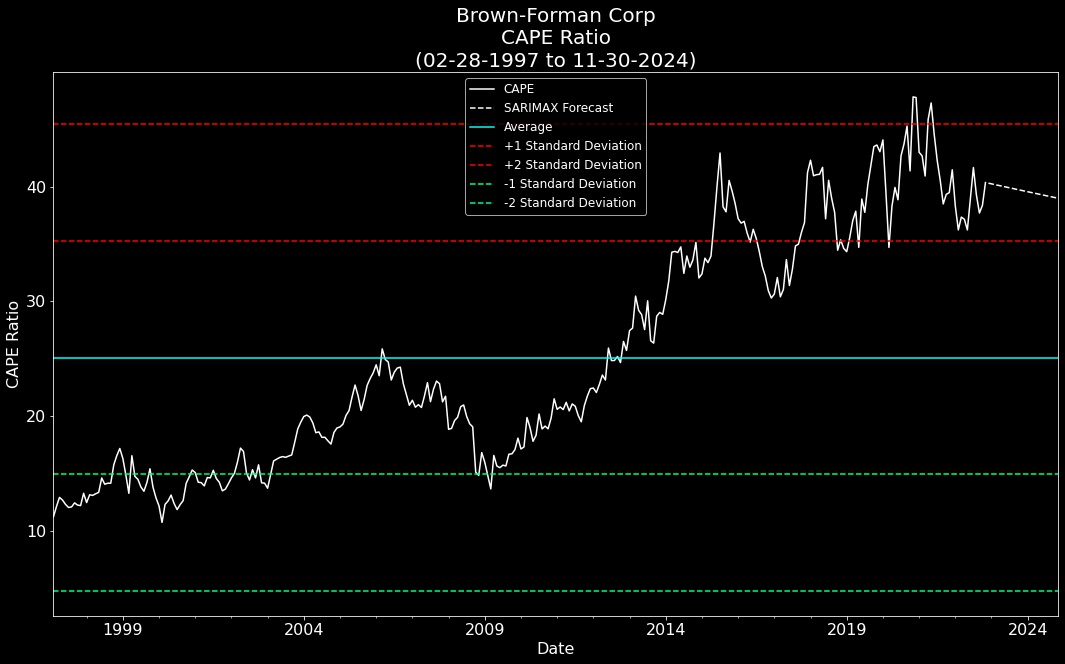 Brown-Forman Corp
CAPE Ratio
(02-28-1997 to 11-30-2024)
CAPE
SARIMAX Forecast
Average
+1 Standard Deviation
+2 Standard Deviation
-1 Standard Deviation
-2 Standard Deviation
40
30
20
10
CAPE Ratio
1999 2004 2009 2014 2019 2024
Date